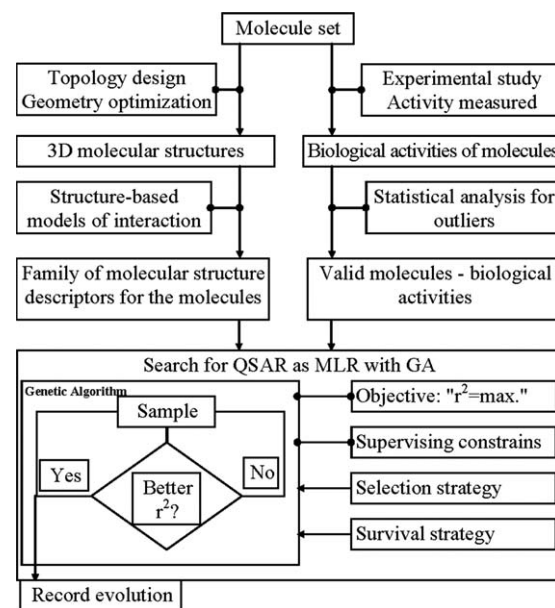 Molecule set
Topology design
Geometry optimization
Experimental study
Activity measured
3D molecular structures
Biological activities of molecules
Structure-based
models of interaction
Statistical analysis for
outliers
Family of molecular structure
descriptors for the molecules
Valid molecules - biological
activities
Search for QSAR as MLR with GA
Genetic Algorithm
Sample
Yes
No
Better
r²?
Objective: "r²=max."
Supervising constrains
Selection strategy
Survival strategy
Record evolution